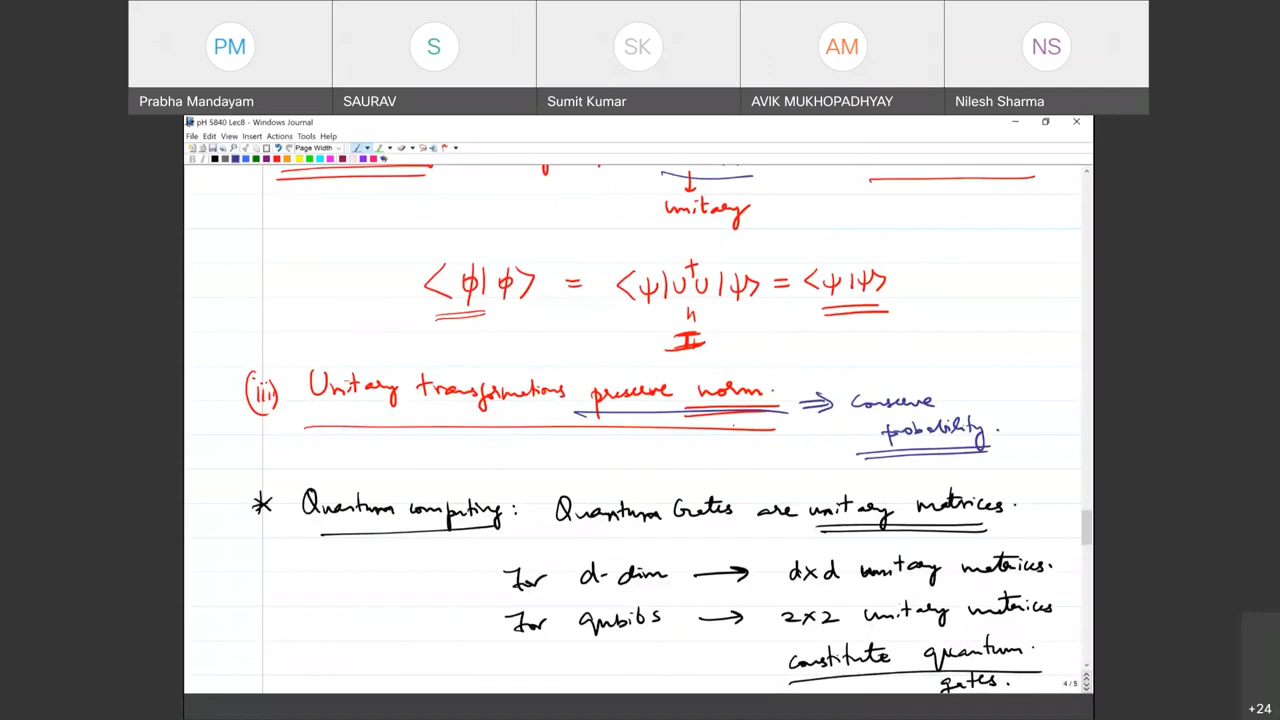 PM
S
SK
AM
NS
Prabha Mandayam
SAURAV
Sumit Kumar
AVIK MUKHOPADHYAY
Nilesh Sharma
pH 5840 Lec8 - Windows Journal
File Edit View Insert Actions Tools Help
Page Width
B I
unitary
<ϕ|ϕ> = <ψ|U†U|ψ> = <ψ|ψ>
II
(iii) Unitary transformations preserve norm. ⇒ conserve
probability.
* Quantum computing: Quantum Gates are unitary matrices.
For d-dim → d×d unitary matrices.
For qubits → 2×2 unitary matrices
constitute quantum
gates.
4 / 5
+24